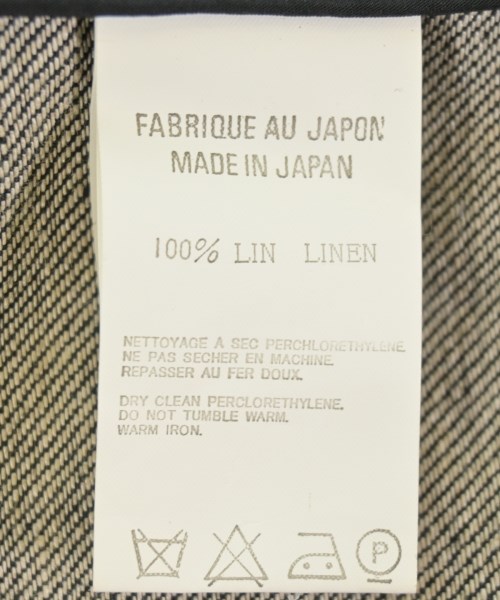 FABRIQUE AU JAPON
MADE IN JAPAN
100% LIN LINEN
NETTOYAGE A SEC PERCHLORETHYLENE
NE PAS SECHER EN MACHINE.
REPASSER AU FER DOUX.
DRY CLEAN PERCLORETHYLENE.
DO NOT TUMBLE WARM.
WARM IRON.
P